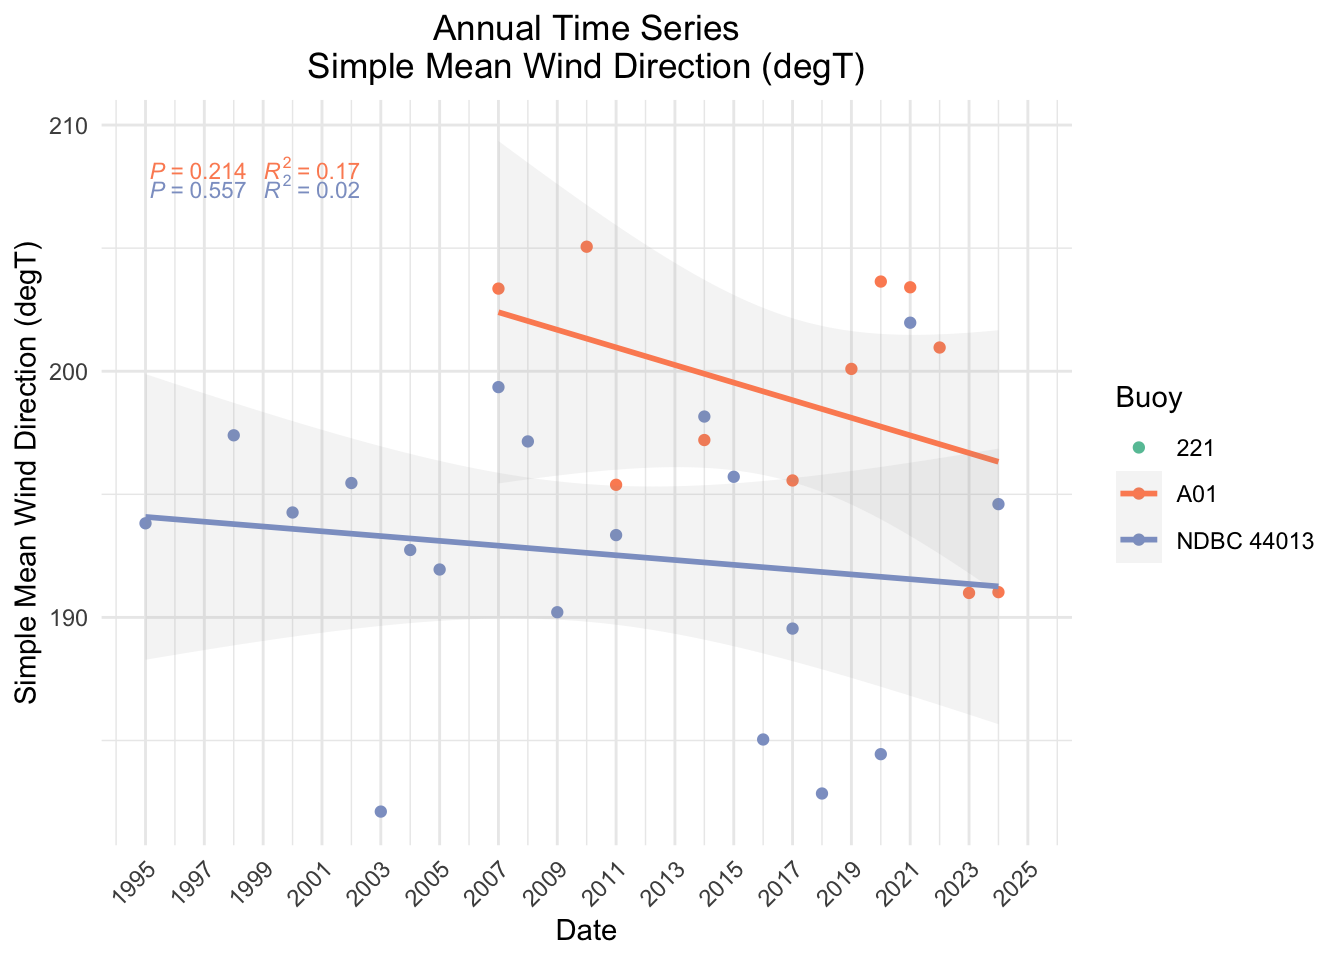 Annual Time Series
Simple Mean Wind Direction (degT)
Simple Mean Wind Direction (degT)
210
200
190
P = 0.214 R² = 0.17
P = 0.557 R² = 0.02
1995 1997 1999 2001 2003 2005 2007 2009 2011 2013 2015 2017 2019 2021 2023 2025
Date
Buoy
221
A01
NDBC 44013